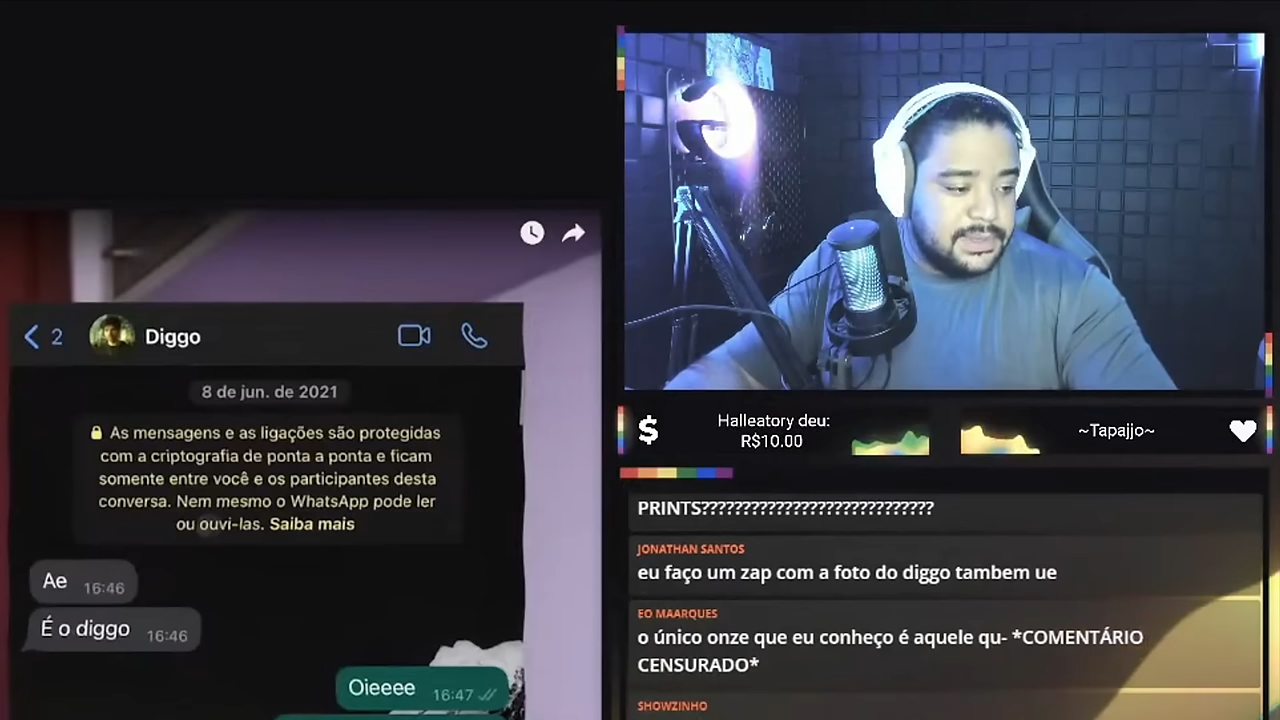 2
Diggo
8 de jun. de 2021
As mensagens e as ligações são protegidas
com a criptografia de ponta a ponta e ficam
somente entre você e os participantes desta
conversa. Nem mesmo o WhatsApp pode ler
ou ouvi-las. Saiba mais
Ae 16:46
É o diggo 16:46
Oieeee 16:47
$
Halleatory deu:
R$10.00
~Tapajjo~
PRINTS????????????????????????????
JONATHAN SANTOS
eu faço um zap com a foto do diggo tambem ue
EO MAARQUES
o único onze que eu conheço é aquele qu- *COMENTÁRIO
CENSURADO*
SHOWZINHO